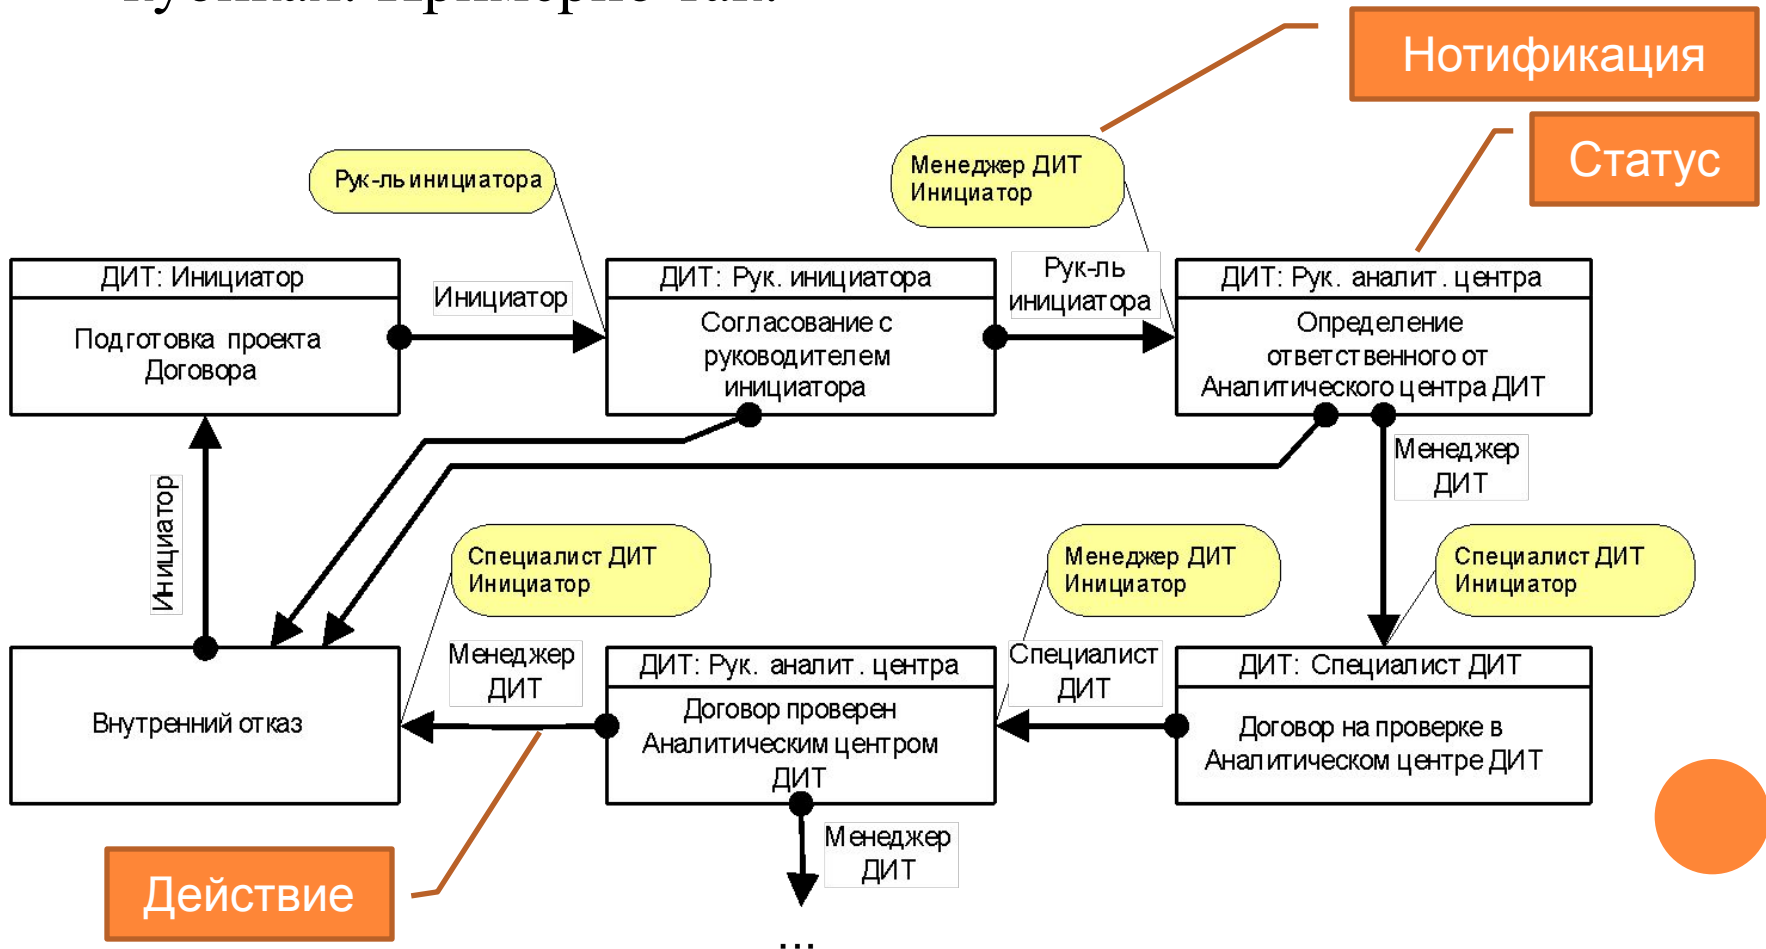 Нотификация
Статус
Рук-ль инициатора
Менеджер ДИТ
Инициатор
ДИТ: Инициатор
Подготовка проекта
Договора
Инициатор
ДИТ: Рук. инициатора
Согласование с
руководителем
инициатора
Рук-ль
инициатора
ДИТ: Рук. аналит. центра
Определение
ответственного от
Аналитического центра ДИТ
Менеджер
ДИТ
Инициатор
Специалист ДИТ
Инициатор
Менеджер ДИТ
Инициатор
Специалист ДИТ
Инициатор
Внутренний отказ
Менеджер
ДИТ
ДИТ: Рук. аналит. центра
Договор проверен
Аналитическим центром
ДИТ
Специалист
ДИТ
ДИТ: Специалист ДИТ
Договор на проверке в
Аналитическом центре ДИТ
Менеджер
ДИТ
Действие
...